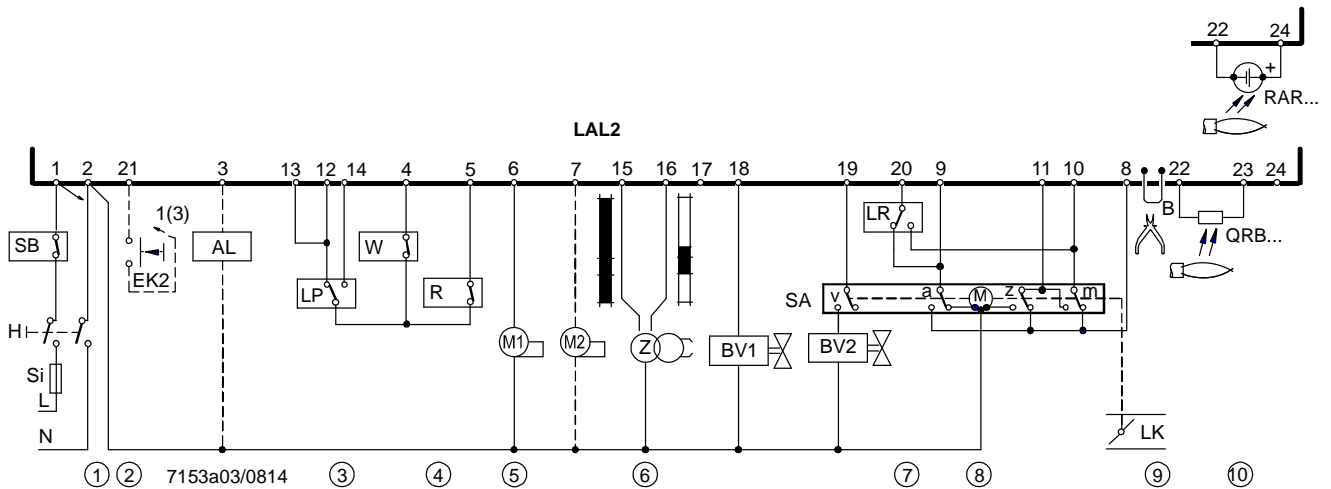 22 24
+
RAR...
LAL2
1 2 21 3 13 12 14 4 5 6 7 15 16 17 18 19 20 9 11 10 8 22 23 24
1(3)
B
LR
SB
AL
W
QRB...
EK2
LP
R
SA
v
a
M
z
m
H
M1
M2
Z
BV1
BV2
Si
L
LK
N
① ② 7153a03/0814 ③ ④ ⑤ ⑥ ⑦ ⑧ ⑨ ⑩